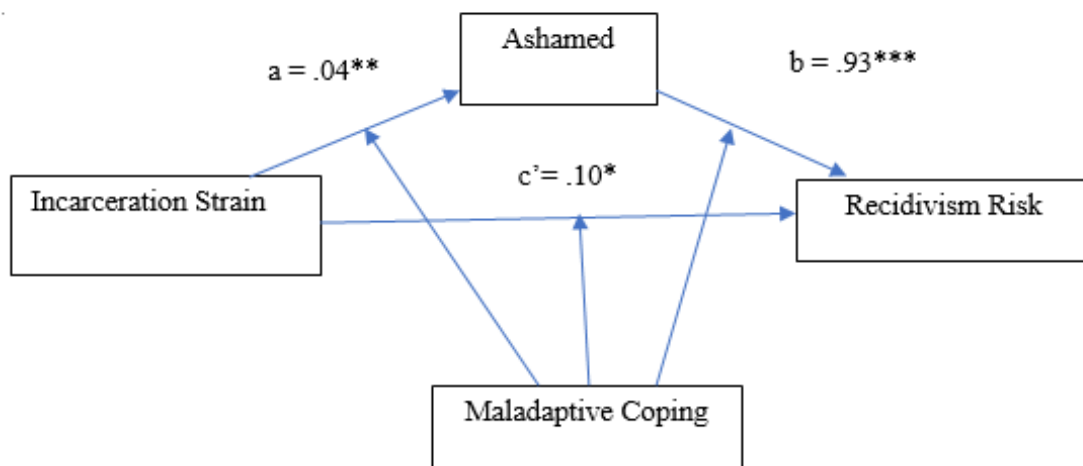 Ashamed
a = .04**
b = .93***
c’= .10*
Incarceration Strain
Recidivism Risk
Maladaptive Coping